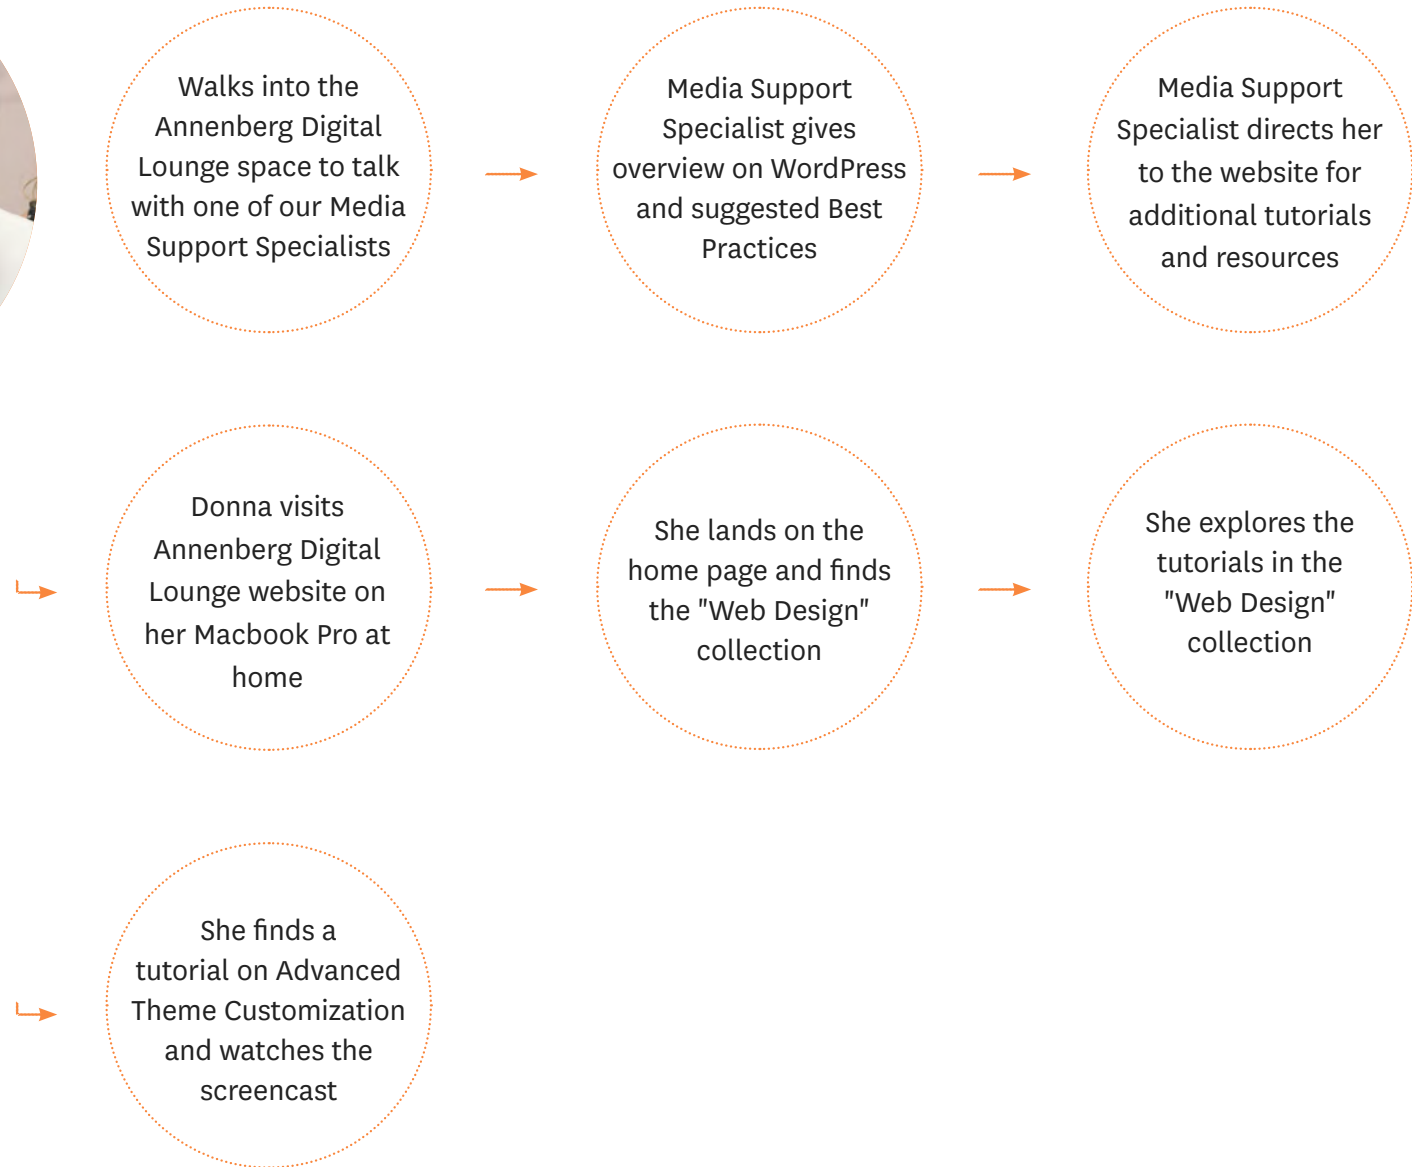 Walks into the
Annenberg Digital
Lounge space to talk
with one of our Media
Support Specialists
Media Support
Specialist gives
overview on WordPress
and suggested Best
Practices
Media Support
Specialist directs her
to the website for
additional tutorials
and resources
Donna visits
Annenberg Digital
Lounge website on
her Macbook Pro at
home
She lands on the
home page and finds
the "Web Design"
collection
She explores the
tutorials in the
"Web Design"
collection
She finds a
tutorial on Advanced
Theme Customization
and watches the
screencast